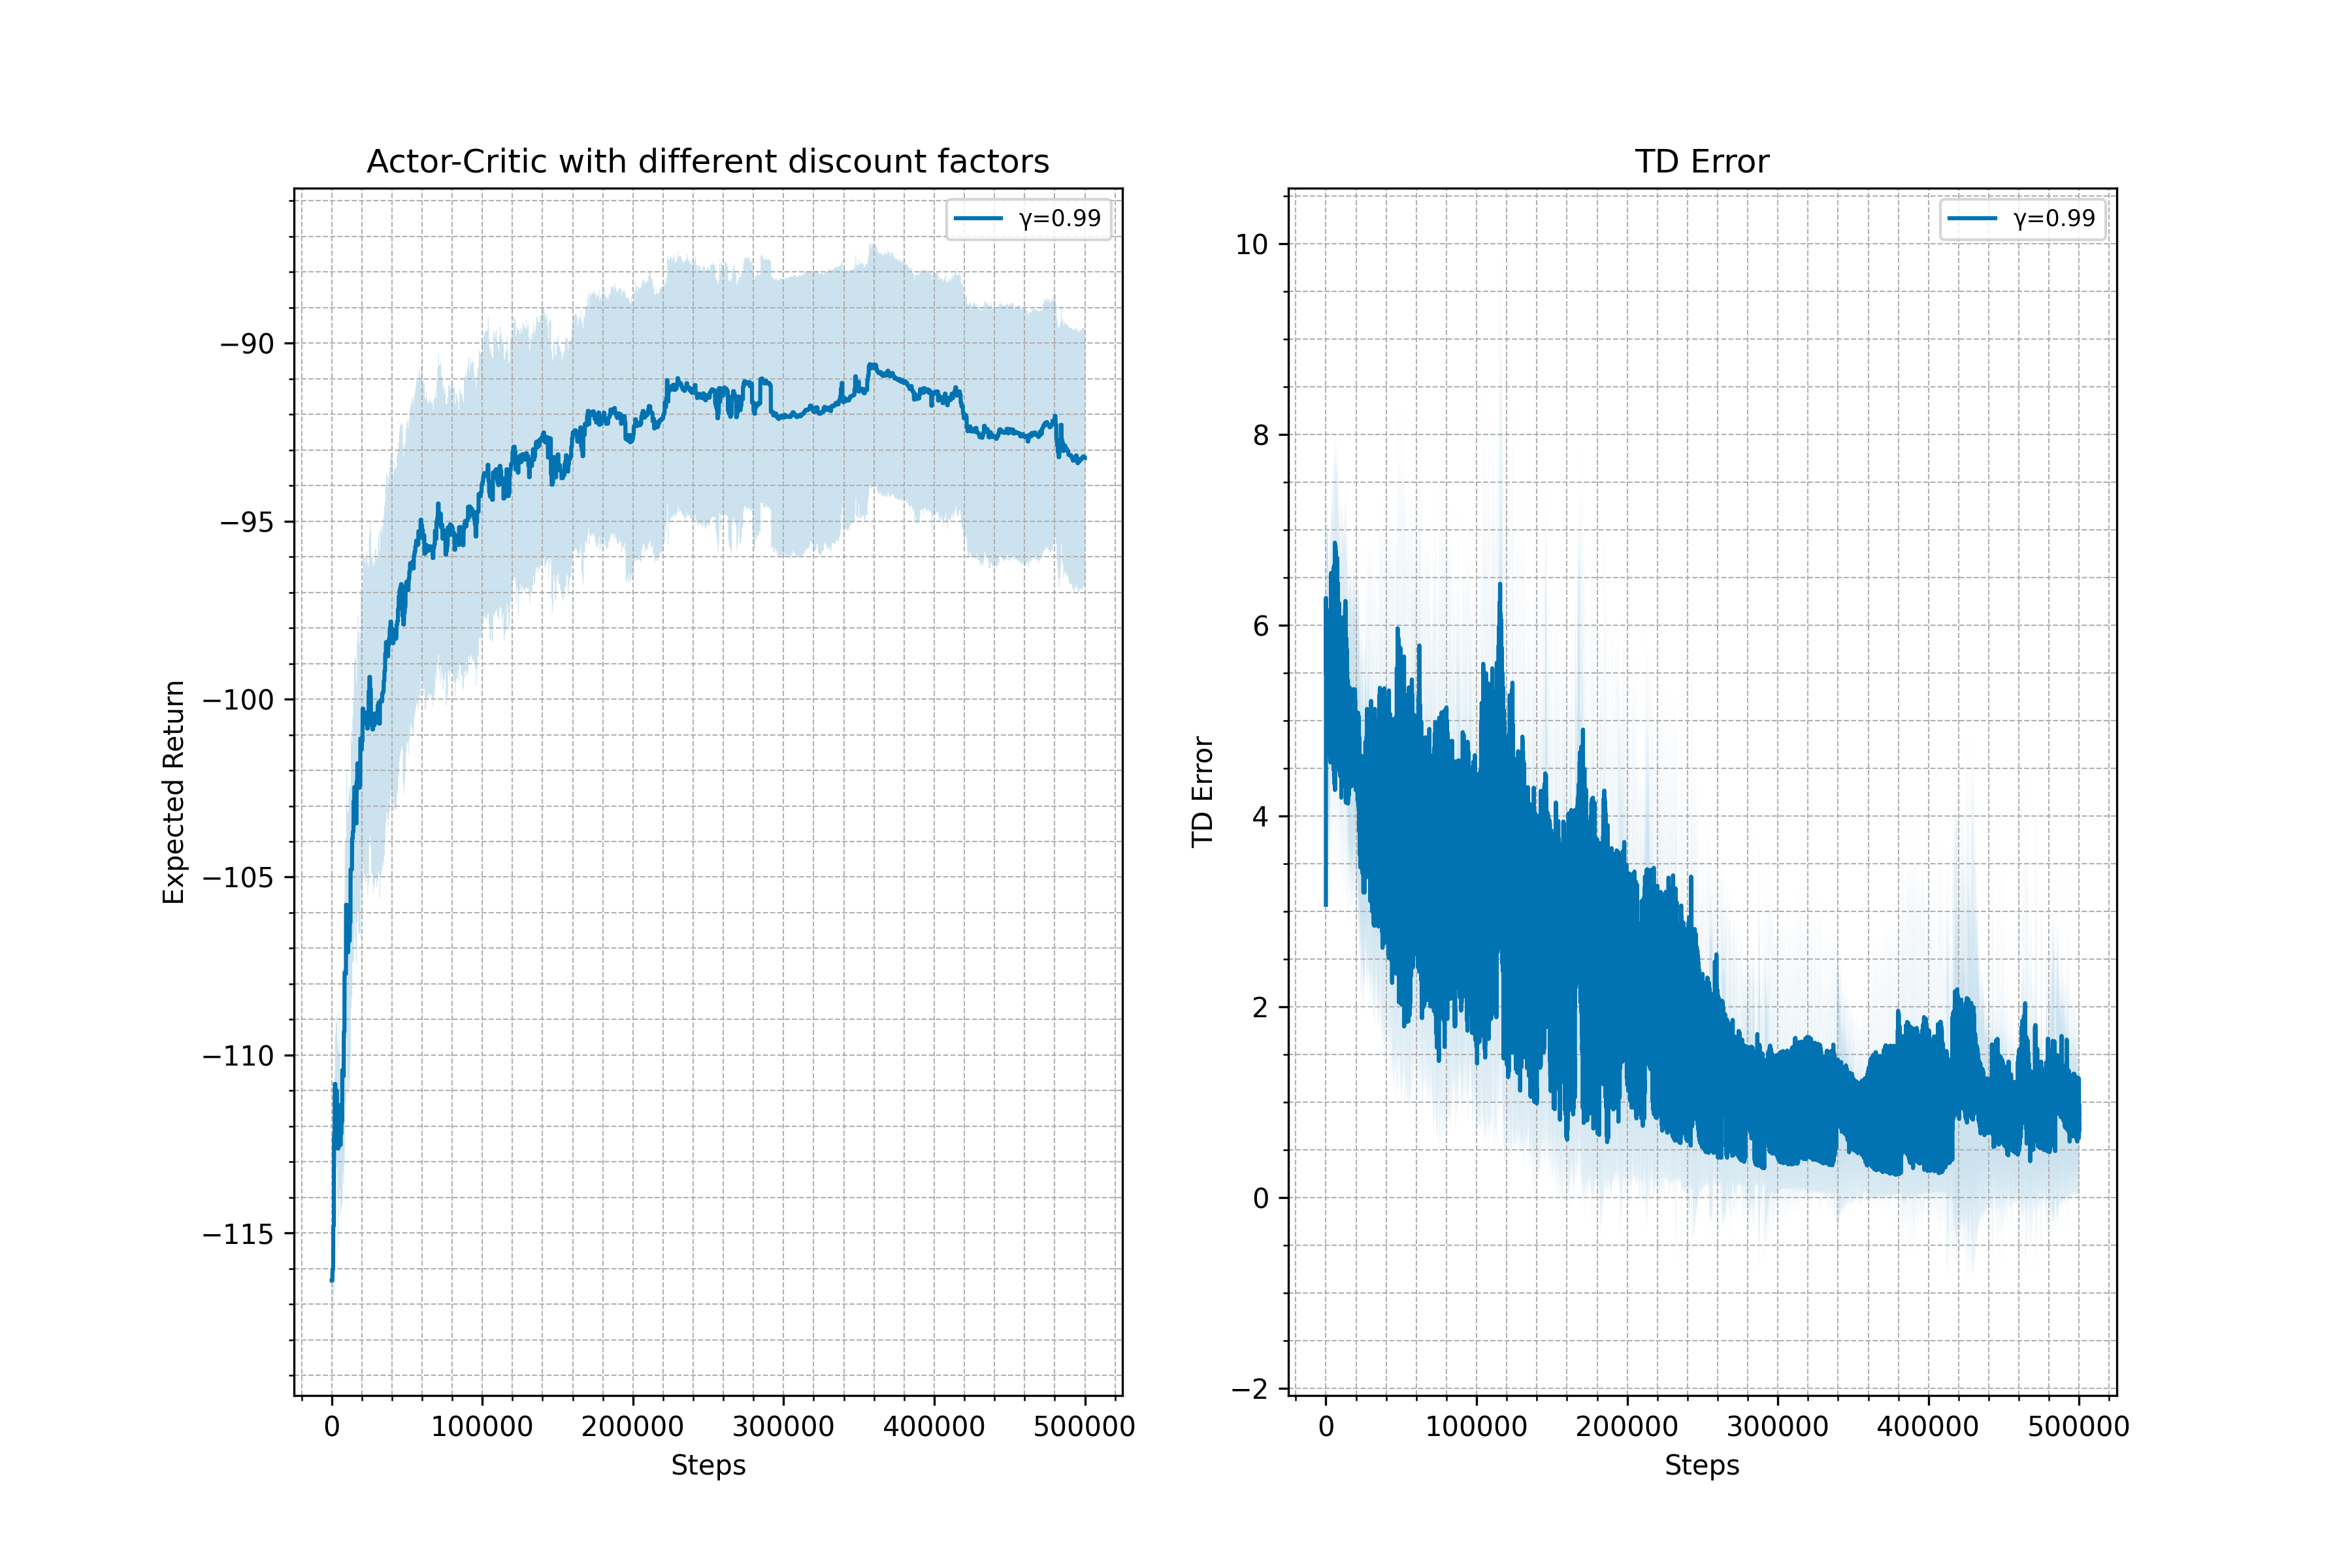 Actor-Critic with different discount factors
γ=0.99
Expected Return
−90
−95
−100
−105
−110
−115
0 100000 200000 300000 400000 500000
Steps
TD Error
γ=0.99
TD Error
10
8
6
4
2
0
−2
0 100000 200000 300000 400000 500000
Steps